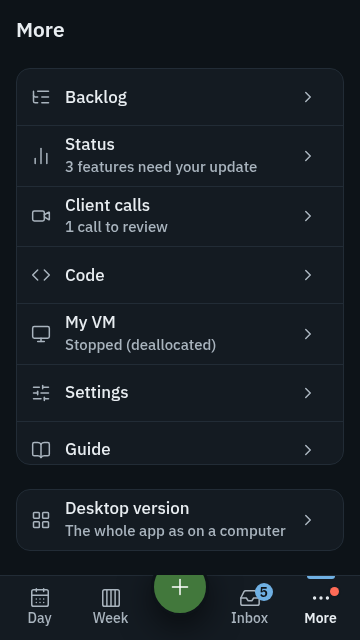 More
Backlog
Status
3 features need your update
Client calls
1 call to review
Code
My VM
Stopped (deallocated)
Settings
Guide
Desktop version
The whole app as on a computer
Day
Week
5
Inbox
More